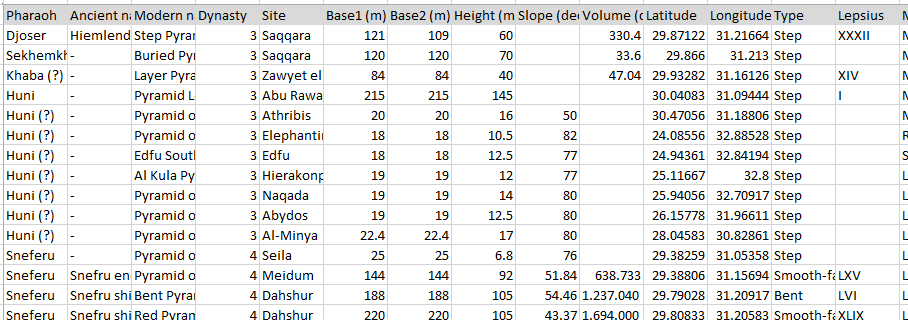 Pharaoh Ancient na Modern na Dynasty Site Base1 (m) Base2 (m) Height (m Slope (dec Volume (c Latitude Longitude Type Lepsius M
Djoser Hiemlend Step Pyrar 3 Saqqara 121 109 60 330.4 29.87122 31.21664 Step XXXII M
Sekhemkh - Buried Pyr 3 Saqqara 120 120 70 33.6 29.866 31.213 Step M
Khaba (?) - Layer Pyra 3 Zawyet el 84 84 40 47.04 29.93282 31.16126 Step XIV M
Huni - Pyramid L 3 Abu Rawa 215 215 145 30.04083 31.09444 Step I M
Huni (?) - Pyramid o 3 Athribis 20 20 16 50 30.47056 31.18806 Step M
Huni (?) - Pyramid o 3 Elephanti 18 18 10.5 82 24.08556 32.88528 Step R
Huni (?) - Edfu Sout 3 Edfu 18 18 12.5 77 24.94361 32.84194 Step S
Huni (?) - Al Kula Py 3 Hierakonp 19 19 12 77 25.11667 32.8 Step L
Huni (?) - Pyramid o 3 Naqada 19 19 14 80 25.94056 32.70917 Step L
Huni (?) - Pyramid o 3 Abydos 19 19 12.5 80 26.15778 31.96611 Step L
Huni (?) - Pyramid o 3 Al-Minya 22.4 22.4 17 80 28.04583 30.82861 Step L
Sneferu - Pyramid o 4 Seila 25 25 6.8 76 29.38259 31.05358 Step L
Sneferu Snefru en Pyramid o 4 Meidum 144 144 92 51.84 638.733 29.38806 31.15694 Smooth-fa LXV L
Sneferu Snefru shi Bent Pyra 4 Dahshur 188 188 105 54.46 1.237.040 29.79028 31.20917 Bent LVI L
Sneferu Snefru shi Red Pyram 4 Dahshur 220 220 105 43.37 1.694.000 29.80833 31.20583 Smooth-fa XLIX L